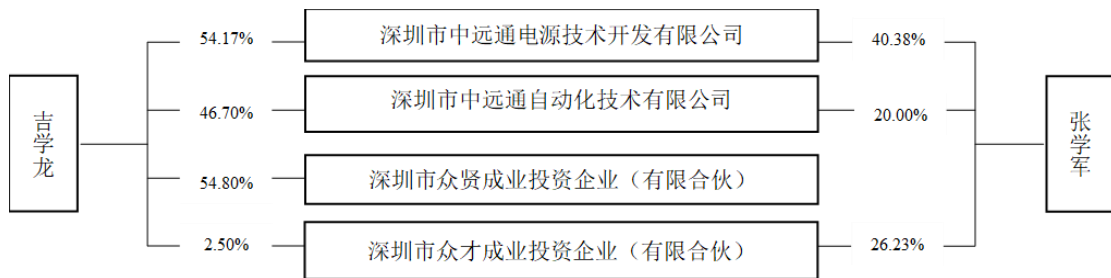 54.17%
深圳市中远通电源技术开发有限公司
40.38%
46.70%
深圳市中远通自动化技术有限公司
20.00%
吉学龙
张学军
54.80%
深圳市众贤成业投资企业（有限合伙）
2.50%
深圳市众才成业投资企业（有限合伙）
26.23%